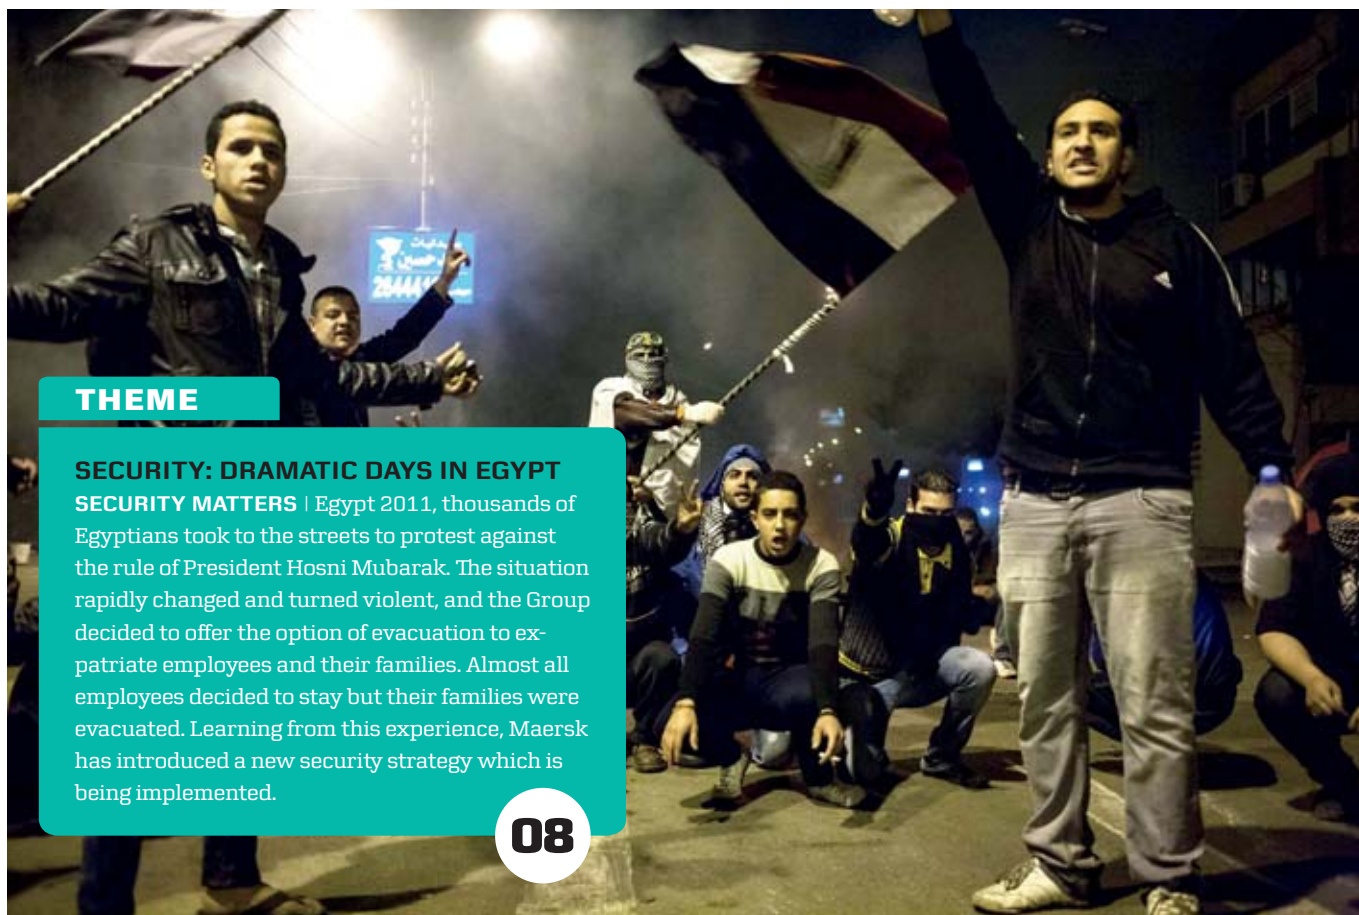 حسين
THEME
SECURITY: DRAMATIC DAYS IN EGYPT
SECURITY MATTERS | Egypt 2011, thousands of
Egyptians took to the streets to protest against
the rule of President Hosni Mubarak. The situation
rapidly changed and turned violent, and the Group
decided to offer the option of evacuation to ex-
patriate employees and their families. Almost all
employees decided to stay but their families were
evacuated. Learning from this experience, Maersk
has introduced a new security strategy which is
being implemented.
08